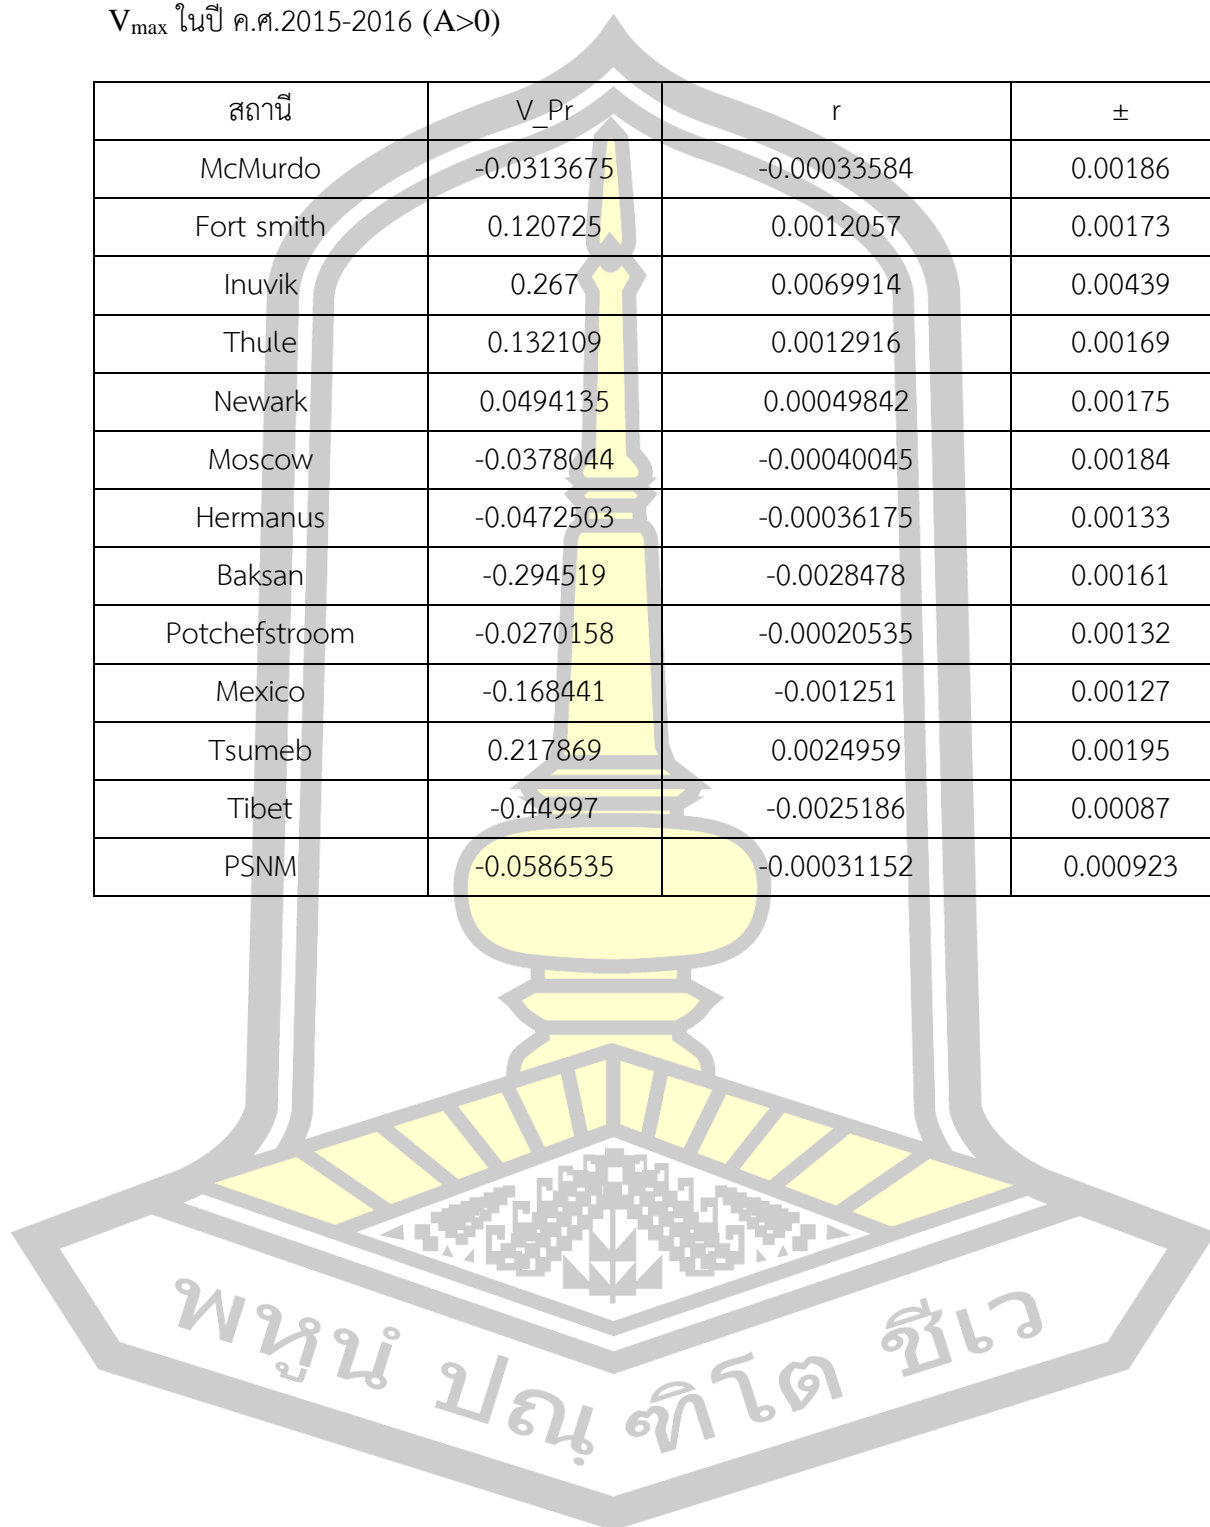 Vmax ในปี ค.ศ.2015-2016 (A>0)
สถานี V_Pr r ±
McMurdo -0.0313675 -0.00033584 0.00186
Fort smith 0.120725 0.0012057 0.00173
Inuvik 0.267 0.0069914 0.00439
Thule 0.132109 0.0012916 0.00169
Newark 0.0494135 0.00049842 0.00175
Moscow -0.0378044 -0.00040045 0.00184
Hermanus -0.0472503 -0.00036175 0.00133
Baksan -0.294519 -0.0028478 0.00161
Potchefstroom -0.0270158 -0.00020535 0.00132
Mexico -0.168441 -0.001251 0.00127
Tsumeb 0.217869 0.0024959 0.00195
Tibet -0.44997 -0.0025186 0.00087
PSNM -0.0586535 -0.00031152 0.000923
พหูนํ ปณฺฑิโต ชีเว